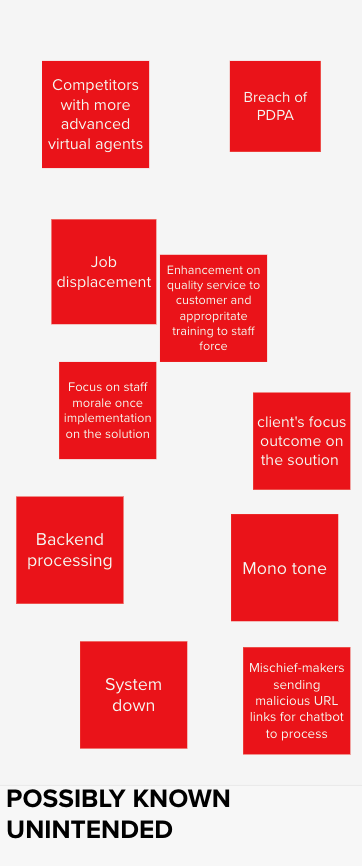 Competitors
with more
advanced
virtual agents
Breach of
PDPA
Job
displacement
Enhancement on
quality service to
customer and
appropritate
training to staff
force
Focus on staff
morale once
implementation
on the solution
client's focus
outcome on
the soution
Backend
processing
Mono tone
System
down
Mischief-makers
sending
malicious URL
links for chatbot
to process
POSSIBLY KNOWN
UNINTENDED